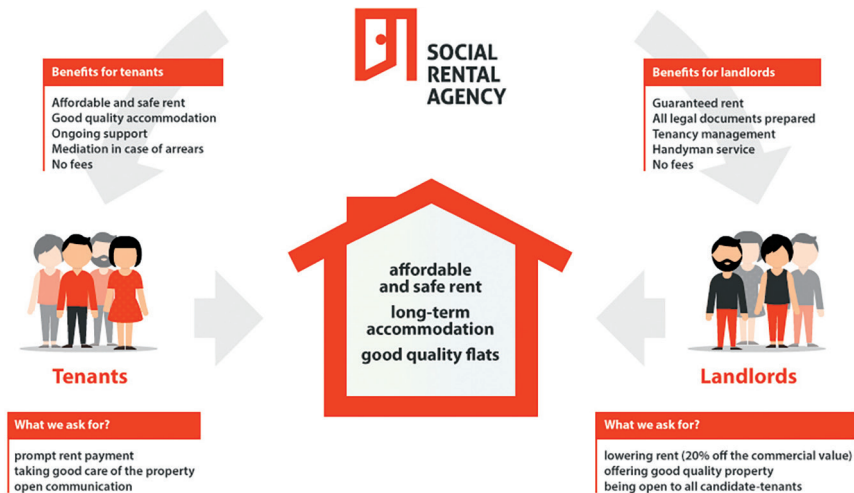 SOCIAL
RENTAL
AGENCY
Benefits for tenants
Affordable and safe rent
Good quality accommodation
Ongoing support
Mediation in case of arrears
No fees
Benefits for landlords
Guaranteed rent
All legal documents prepared
Tenancy management
Handyman service
No fees
affordable
and safe rent
long-term
accommodation
good quality flats
Tenants
Landlords
What we ask for?
prompt rent payment
taking good care of the property
open communication
What we ask for?
lowering rent (20% off the commercial value)
offering good quality property
being open to all candidate-tenants